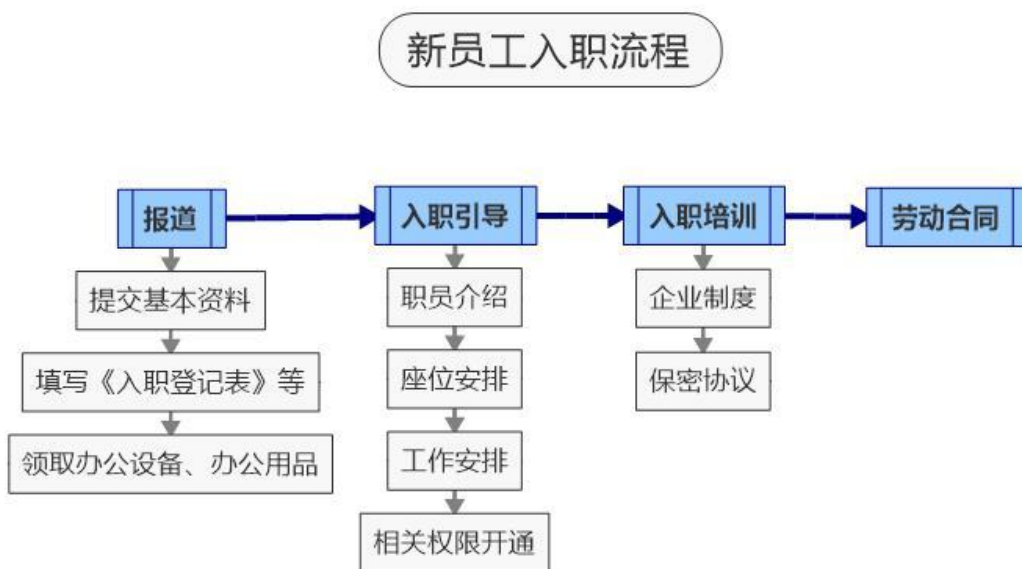 新员工入职流程
报道
入职引导
入职培训
劳动合同
提交基本资料
填写《入职登记表》等
领取办公设备、办公用品
职员介绍
座位安排
工作安排
相关权限开通
企业制度
保密协议